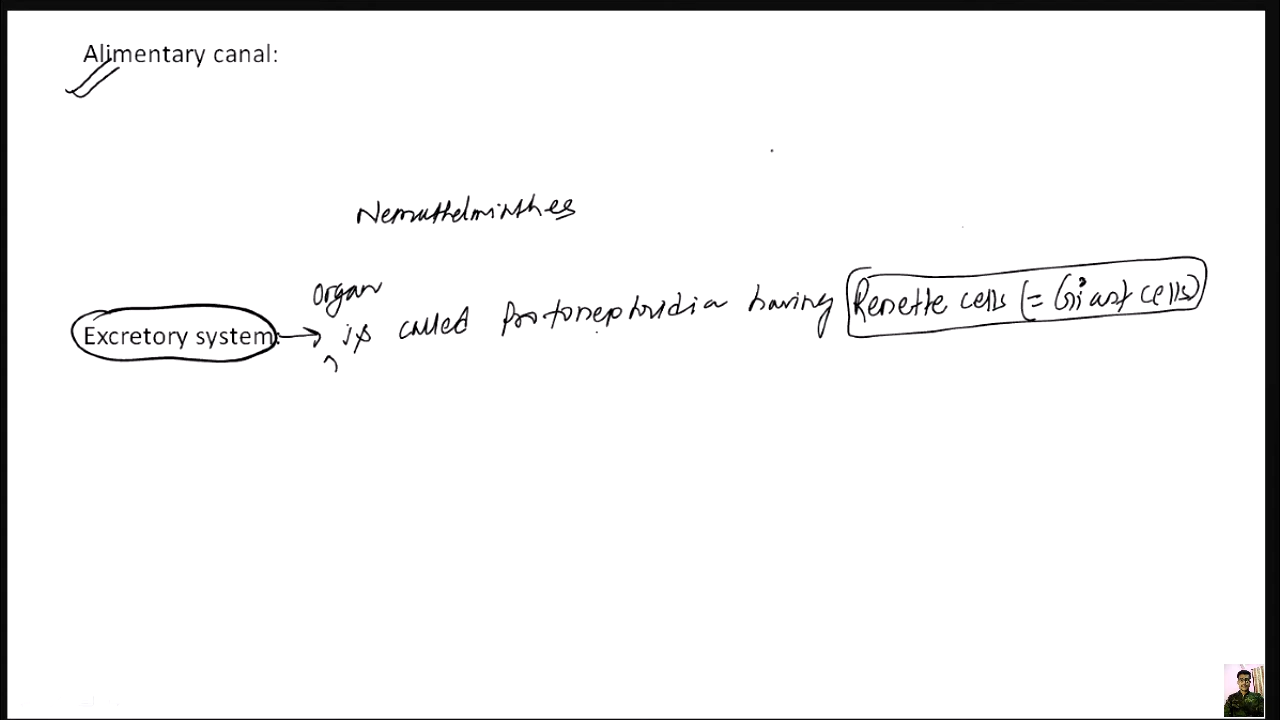 Alimentary canal:
Nemathelminthes
Organ
Excretory system: → is called Protonephridia having Renette cells (= Giant cells)